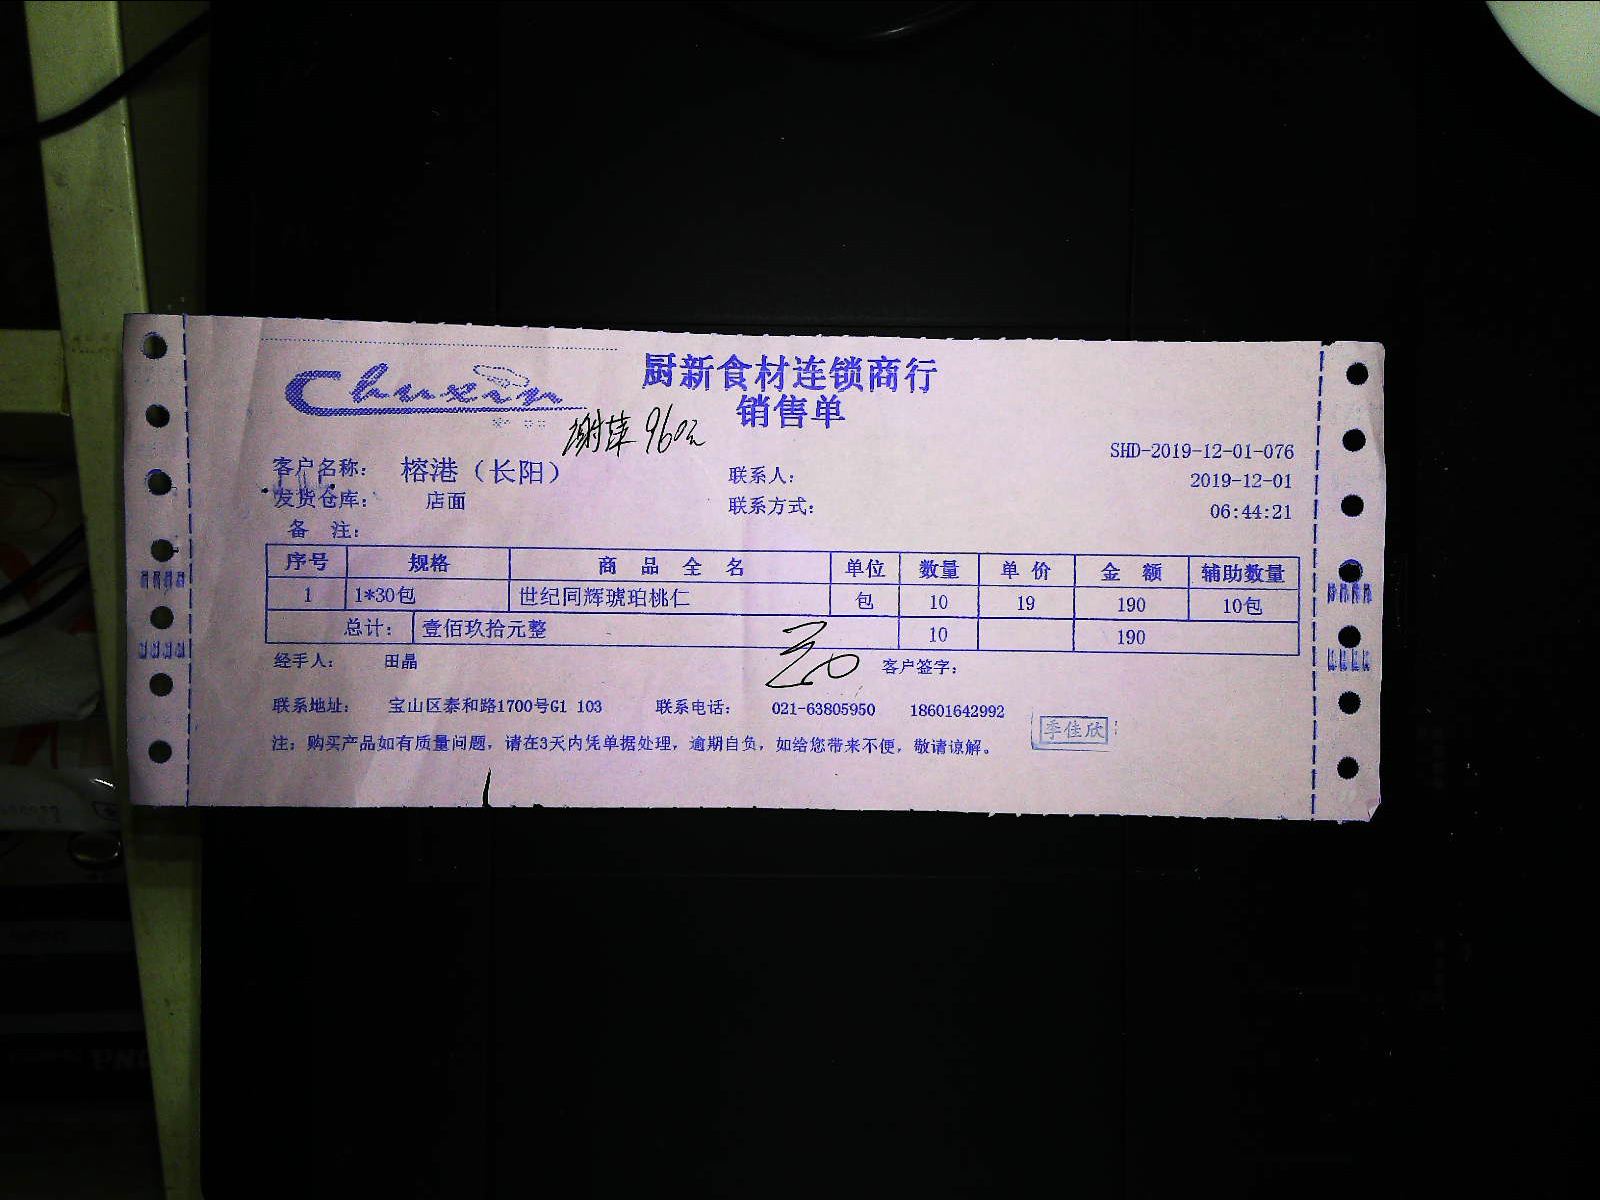 Chuxin
厨新食材连锁商行
销售单
SHD-2019-12-01-076
客户名称： 榕港（长阳） 联系人： 2019-12-01
发货仓库： 店面 联系方式： 06:44:21
备 注：
序号 规格 商 品 全 名 单位 数量 单 价 金 额 辅助数量
1 1*30包 世纪同辉琥珀桃仁 包 10 19 190 10包
总计： 壹佰玖拾元整 10 190
经手人： 田晶 客户签字：
联系地址： 宝山区泰和路1700号G1 103 联系电话： 021-63805950 18601642992
季佳欣
注：购买产品如有质量问题，请在3天内凭单据处理，逾期自负，如给您带来不便，敬请谅解。